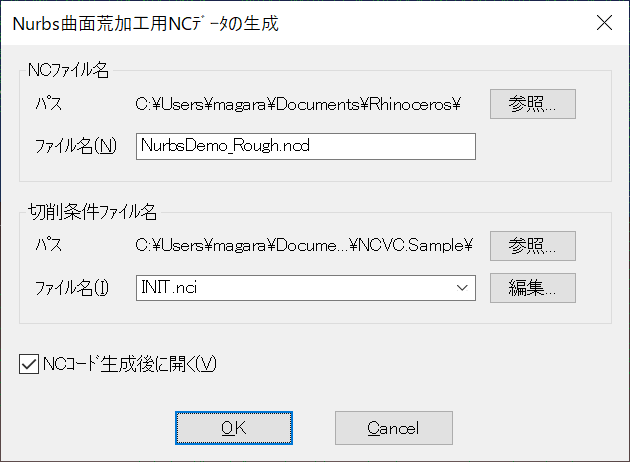 Nurbs曲面荒加工用NCﾃﾞｰﾀの生成
NCファイル名
ﾊﾟｽ C:¥Users¥magara¥Documents¥Rhinoceros¥ 参照...
ファイル名(N) NurbsDemo_Rough.ncd
切削条件ファイル名
ﾊﾟｽ C:¥Users¥magara¥Docume...¥NCVC.Sample¥ 参照...
ファイル名(I) INIT.nci 編集...
NCコード生成後に開く(V)
OK Cancel